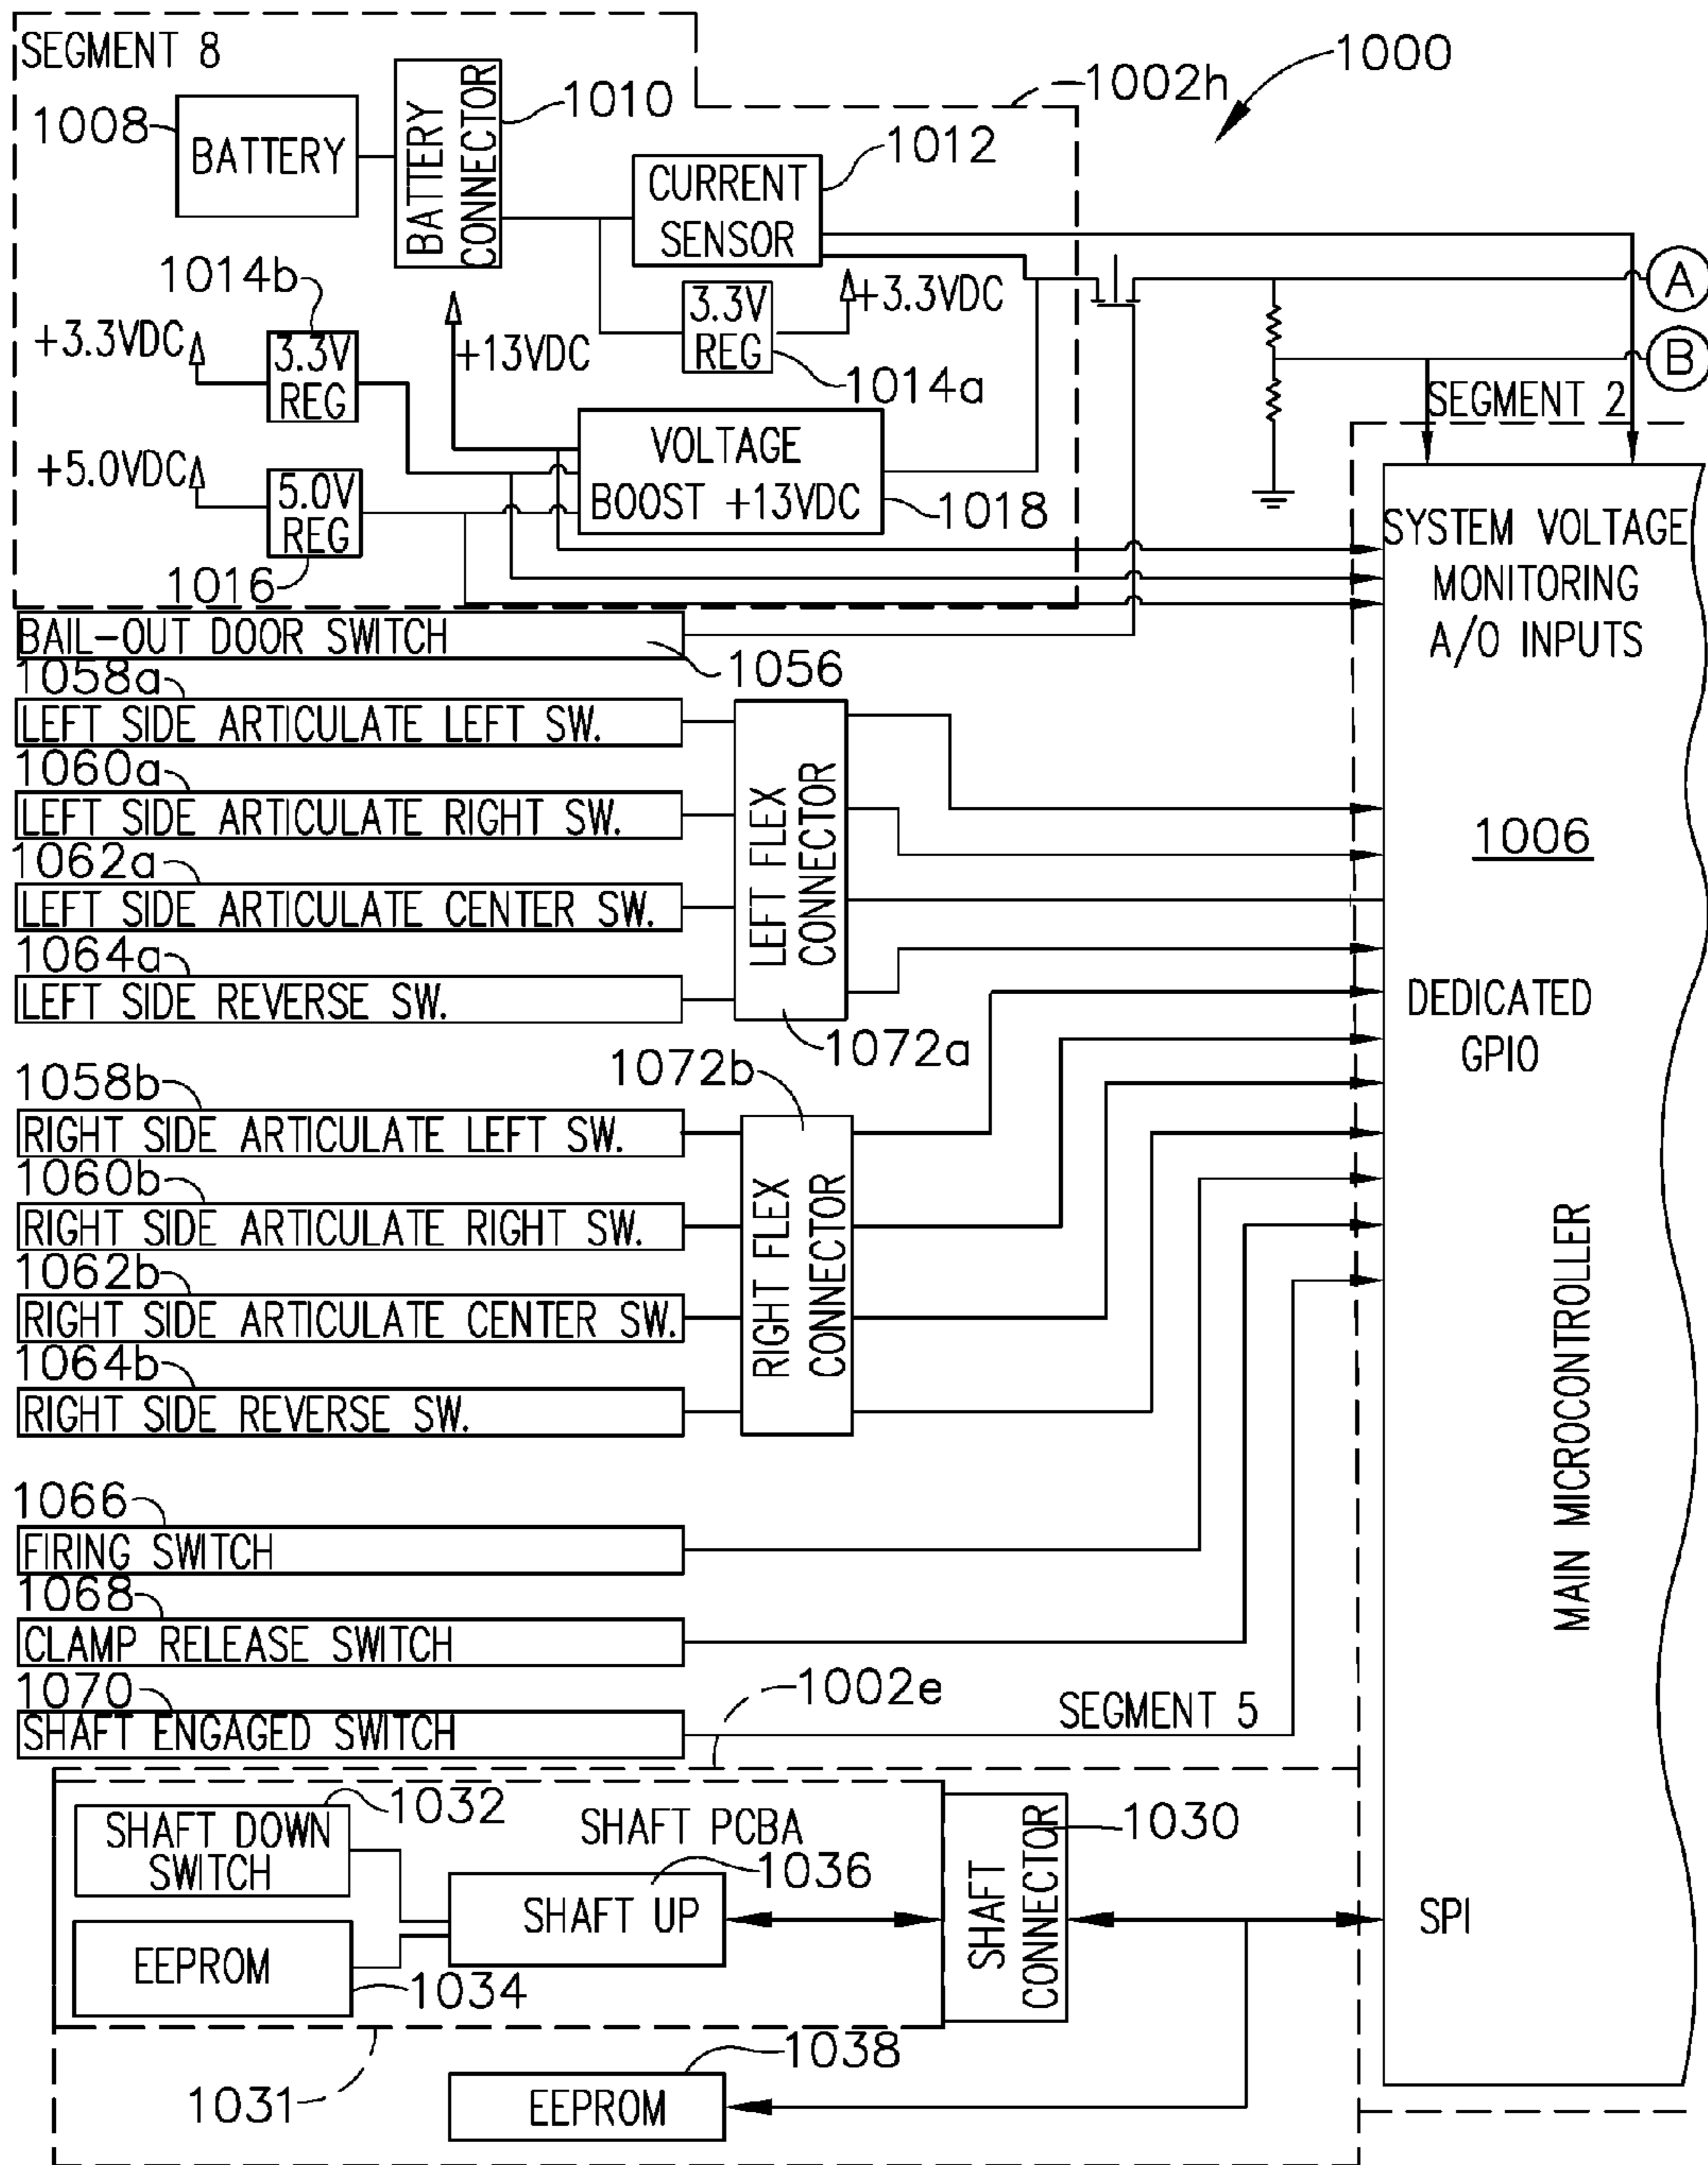 SEGMENT 8
1000
1002h
1008
BATTERY
BATTERY
CONNECTOR
1010
1012
CURRENT
SENSOR
A
1014b
+3.3VDC
3.3V
REG
+13VDC
3.3V
REG
+3.3VDC
1014a
B
SEGMENT 2
+5.0VDC
5.0V
REG
1016
VOLTAGE
BOOST +13VDC
1018
SYSTEM VOLTAGE
MONITORING
A/O INPUTS
BAIL-OUT DOOR SWITCH
1056
1058a
LEFT SIDE ARTICULATE LEFT SW.
1060a
LEFT SIDE ARTICULATE RIGHT SW.
1062a
LEFT SIDE ARTICULATE CENTER SW.
1064a
LEFT SIDE REVERSE SW.
LEFT FLEX
CONNECTOR
1072a
1006
DEDICATED
GPIO
1072b
1058b
RIGHT SIDE ARTICULATE LEFT SW.
1060b
RIGHT SIDE ARTICULATE RIGHT SW.
1062b
RIGHT SIDE ARTICULATE CENTER SW.
1064b
RIGHT SIDE REVERSE SW.
RIGHT FLEX
CONNECTOR
MAIN MICROCONTROLLER
1066
FIRING SWITCH
1068
CLAMP RELEASE SWITCH
1070
SHAFT ENGAGED SWITCH
1002e
SEGMENT 5
1032
SHAFT DOWN
SWITCH
SHAFT PCBA
1030
1036
SHAFT UP
SHAFT
CONNECTOR
SPI
EEPROM
1034
1038
1031
EEPROM